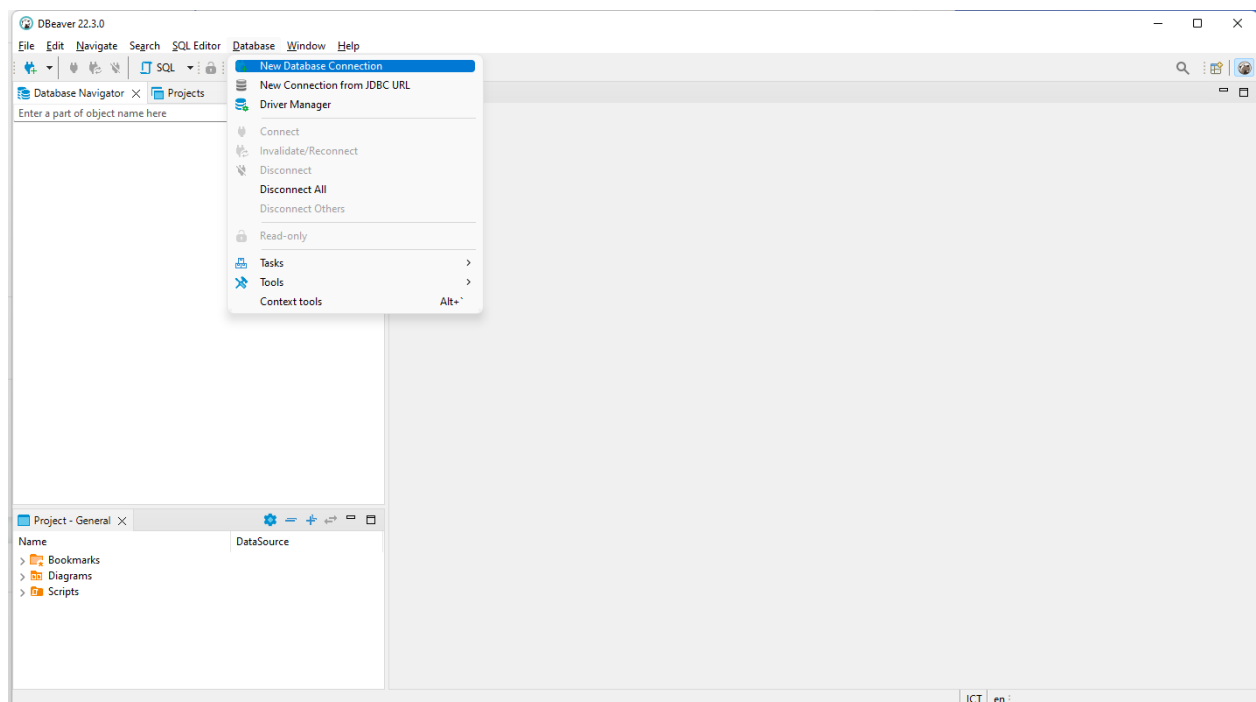 DBeaver 22.3.0
File Edit Navigate Search SQL Editor Database Window Help
SQL
Database Navigator Projects
Enter a part of object name here
New Database Connection
New Connection from JDBC URL
Driver Manager
Connect
Invalidate/Reconnect
Disconnect
Disconnect All
Disconnect Others
Read-only
Tasks
Tools
Context tools Alt+`
Project - General
Name DataSource
Bookmarks
Diagrams
Scripts
ICT en